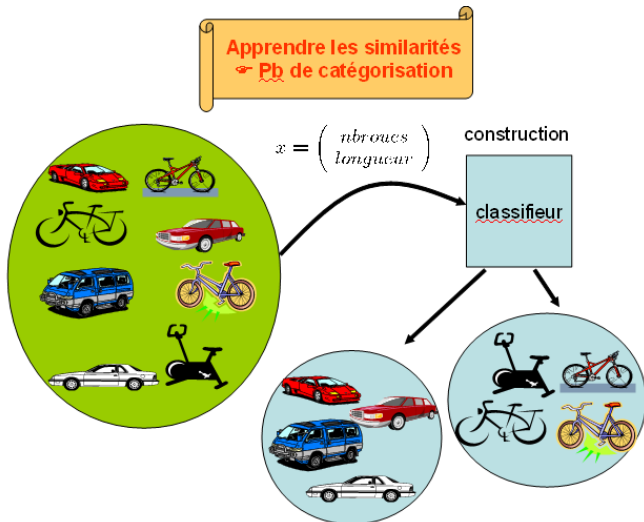 Apprendre les similarités
☞ Pb de catégorisation
x = ( nbroues
longueur )
construction
classifieur